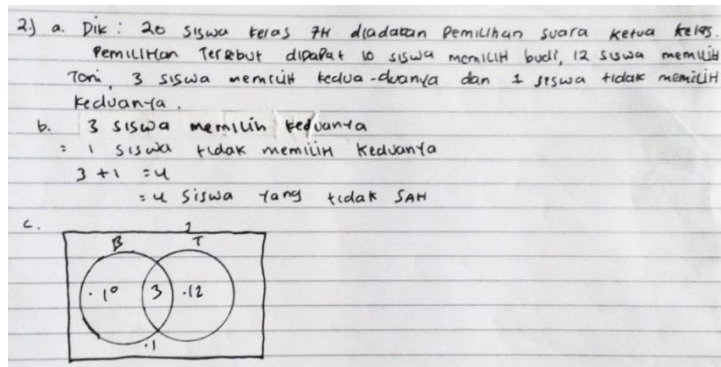 2.) a. Dik : 20 siswa kelas 7H diadakan Pemilihan suara ketua kelas.
Pemilihan Tersebut dipapat 10 siswa memiliH budi, 12 siswa memiliH
Toni, 3 siswa memiliH kedua-duanya dan 1 siswa tidak memiliH
keduanya.
b. 3 siswa memilih keduanya
= 1 siswa tidak memiliH keduanya
3 + 1 = 4
= 4 siswa yang tidak SAH
c.
B T
. 10 3 .12
.1